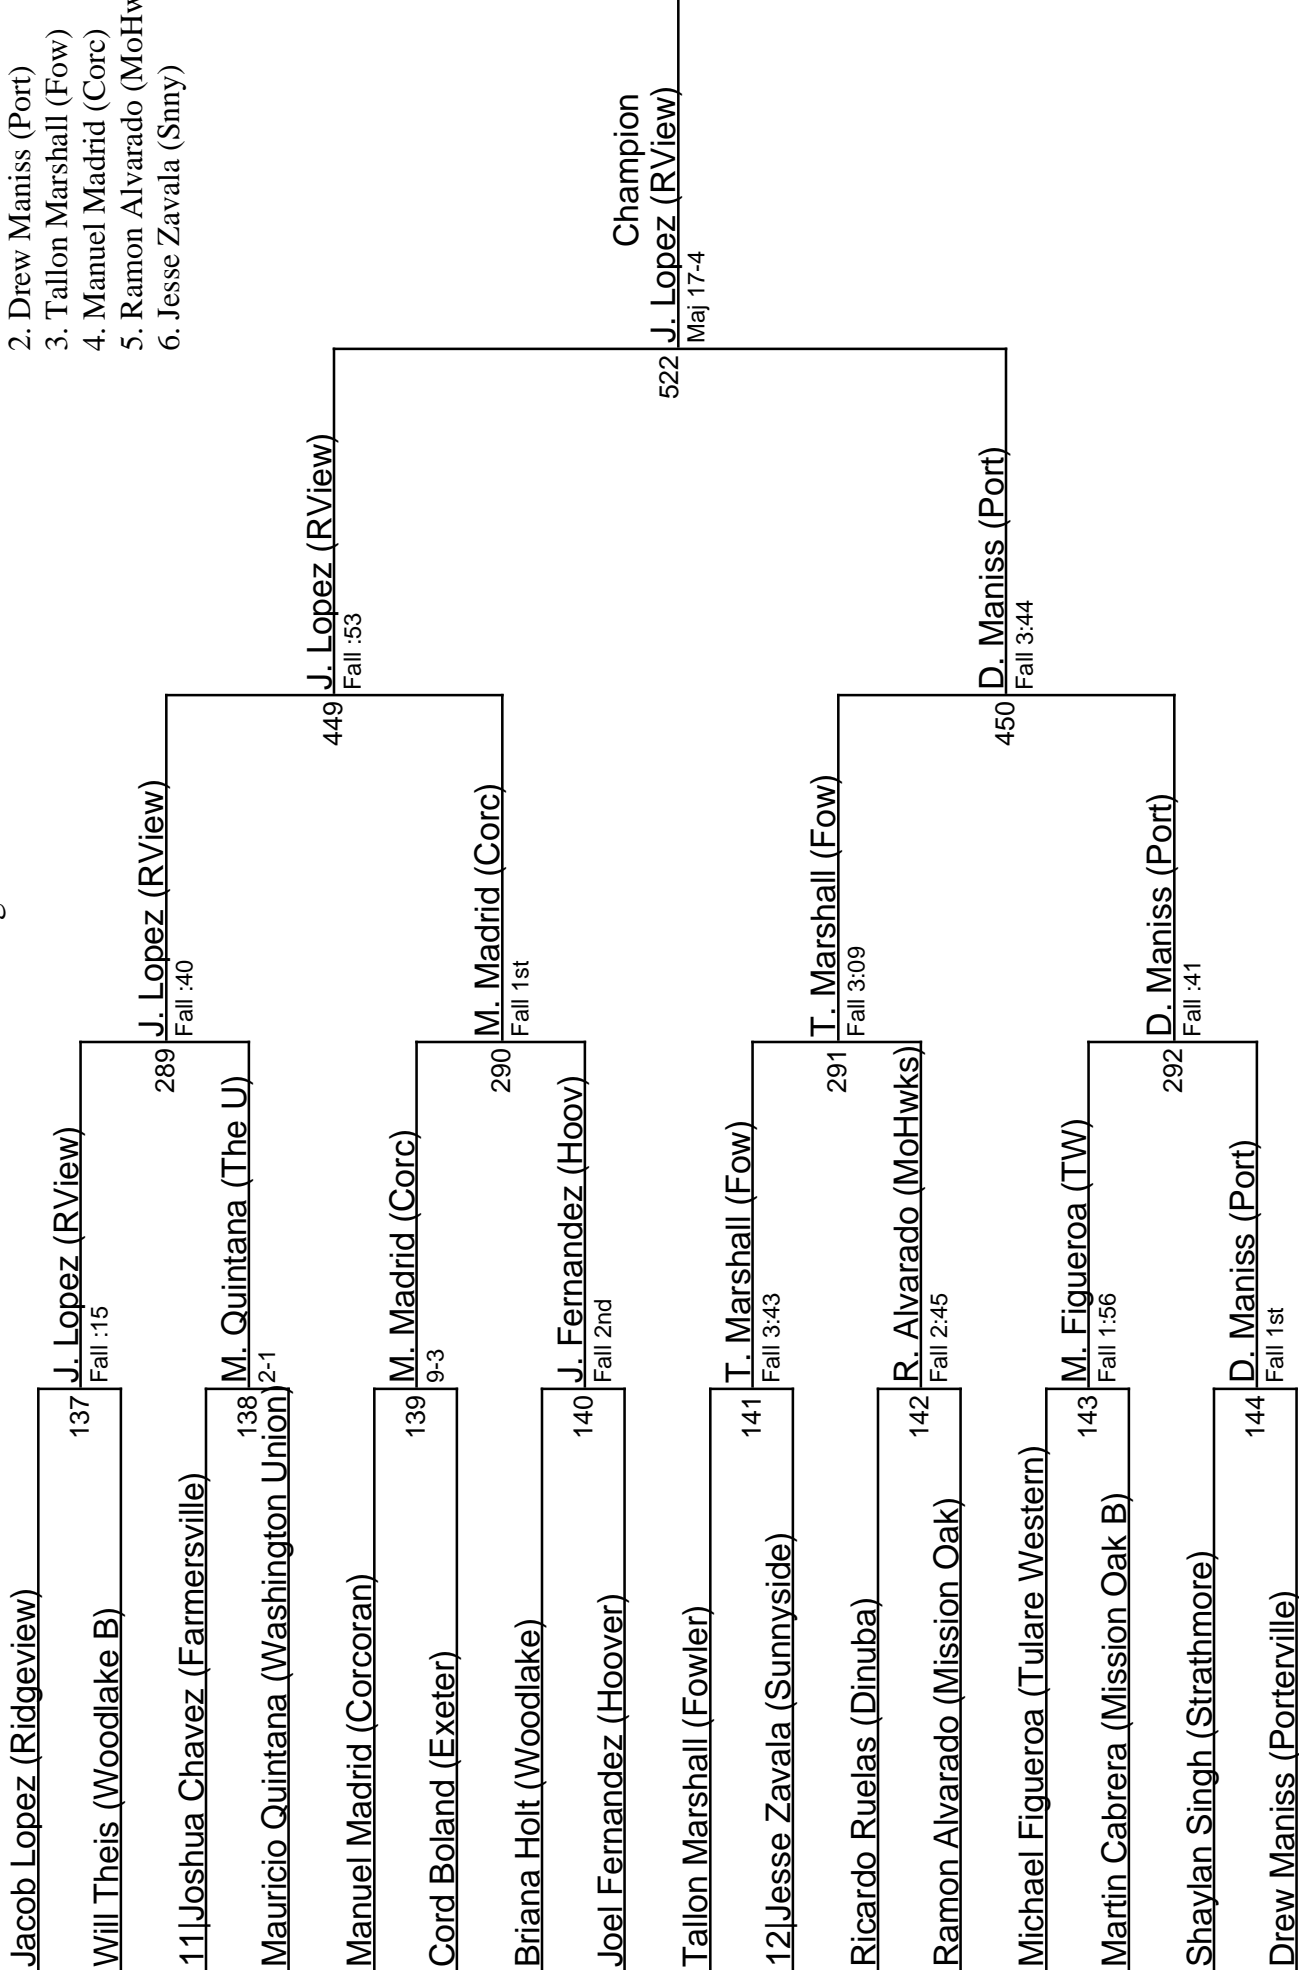 2. Drew Maniss (Port)
3. Tallon Marshall (Fow)
4. Manuel Madrid (Corc)
5. Ramon Alvarado
6. Jesse Zavala (Snny)
Jacob Lopez (Ridgeview)
Will Theis (Woodlake B)
11|Joshua Chavez (Farmersville)
Mauricio Quintana (Washington Union)
Manuel Madrid (Corcoran)
Cord Boland (Exeter)
Briana Holt (Woodlake)
Joel Fernandez (Hoover)
Tallon Marshall (Fowler)
12|Jesse Zavala (Sunnyside)
Ricardo Ruelas (Dinuba)
Ramon Alvarado (Mission Oak)
Michael Figueroa (Tulare Western)
Martin Cabrera (Mission Oak B)
Shaylan Singh (Strathmore)
Drew Maniss (Porterville)
137
138
139
140
141
142
143
144
J. Lopez (RView)
Fall :15
M. Quintana (The U)
2-1
M. Madrid (Corc)
9-3
J. Fernandez (Hoov)
Fall 2nd
T. Marshall (Fow)
Fall 3:43
R. Alvarado (MoHwks)
Fall 2:45
M. Figueroa (TW)
Fall 1:56
D. Maniss (Port)
Fall 1st
289
290
291
292
J. Lopez (RView)
Fall :40
M. Madrid (Corc)
Fall 1st
T. Marshall (Fow)
Fall 3:09
D. Maniss (Port)
Fall :41
449
450
J. Lopez (RView)
Fall :53
D. Maniss (Port)
Fall 3:44
522
Champion
J. Lopez (RView)
Maj 17-4